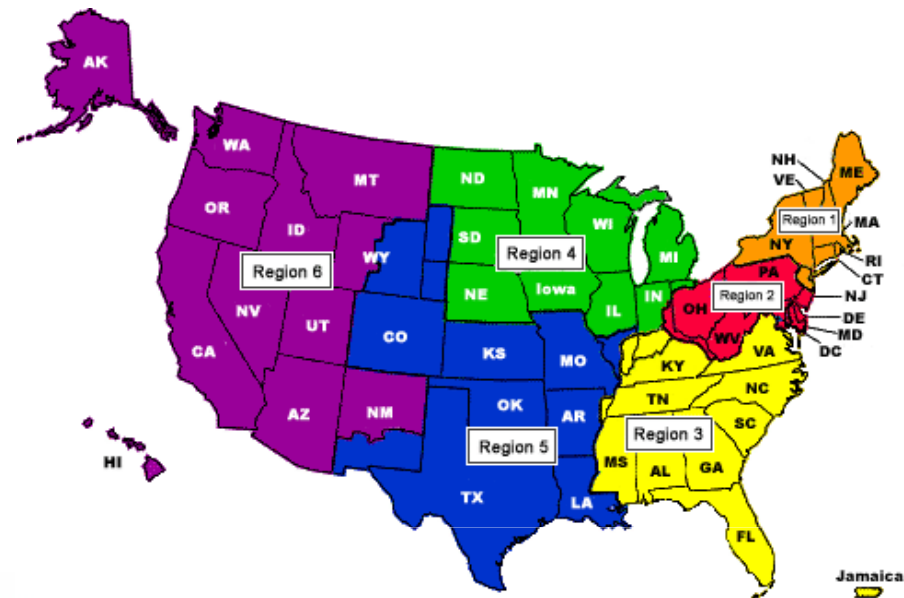 AK
WA
MT
ND
MN
NH
VE
ME
OR
ID
WY
SD
WI
MI
Region 1
MA
NY
RI
CT
Region 6
Region 4
NE
Iowa
IL
IN
OH
PA
Region 2
NJ
DE
MD
DC
WV
NV
UT
CO
KS
MO
KY
VA
CA
AZ
NM
OK
AR
TN
NC
SC
HI
Region 5
Region 3
MS
AL
GA
TX
LA
FL
Jamaica